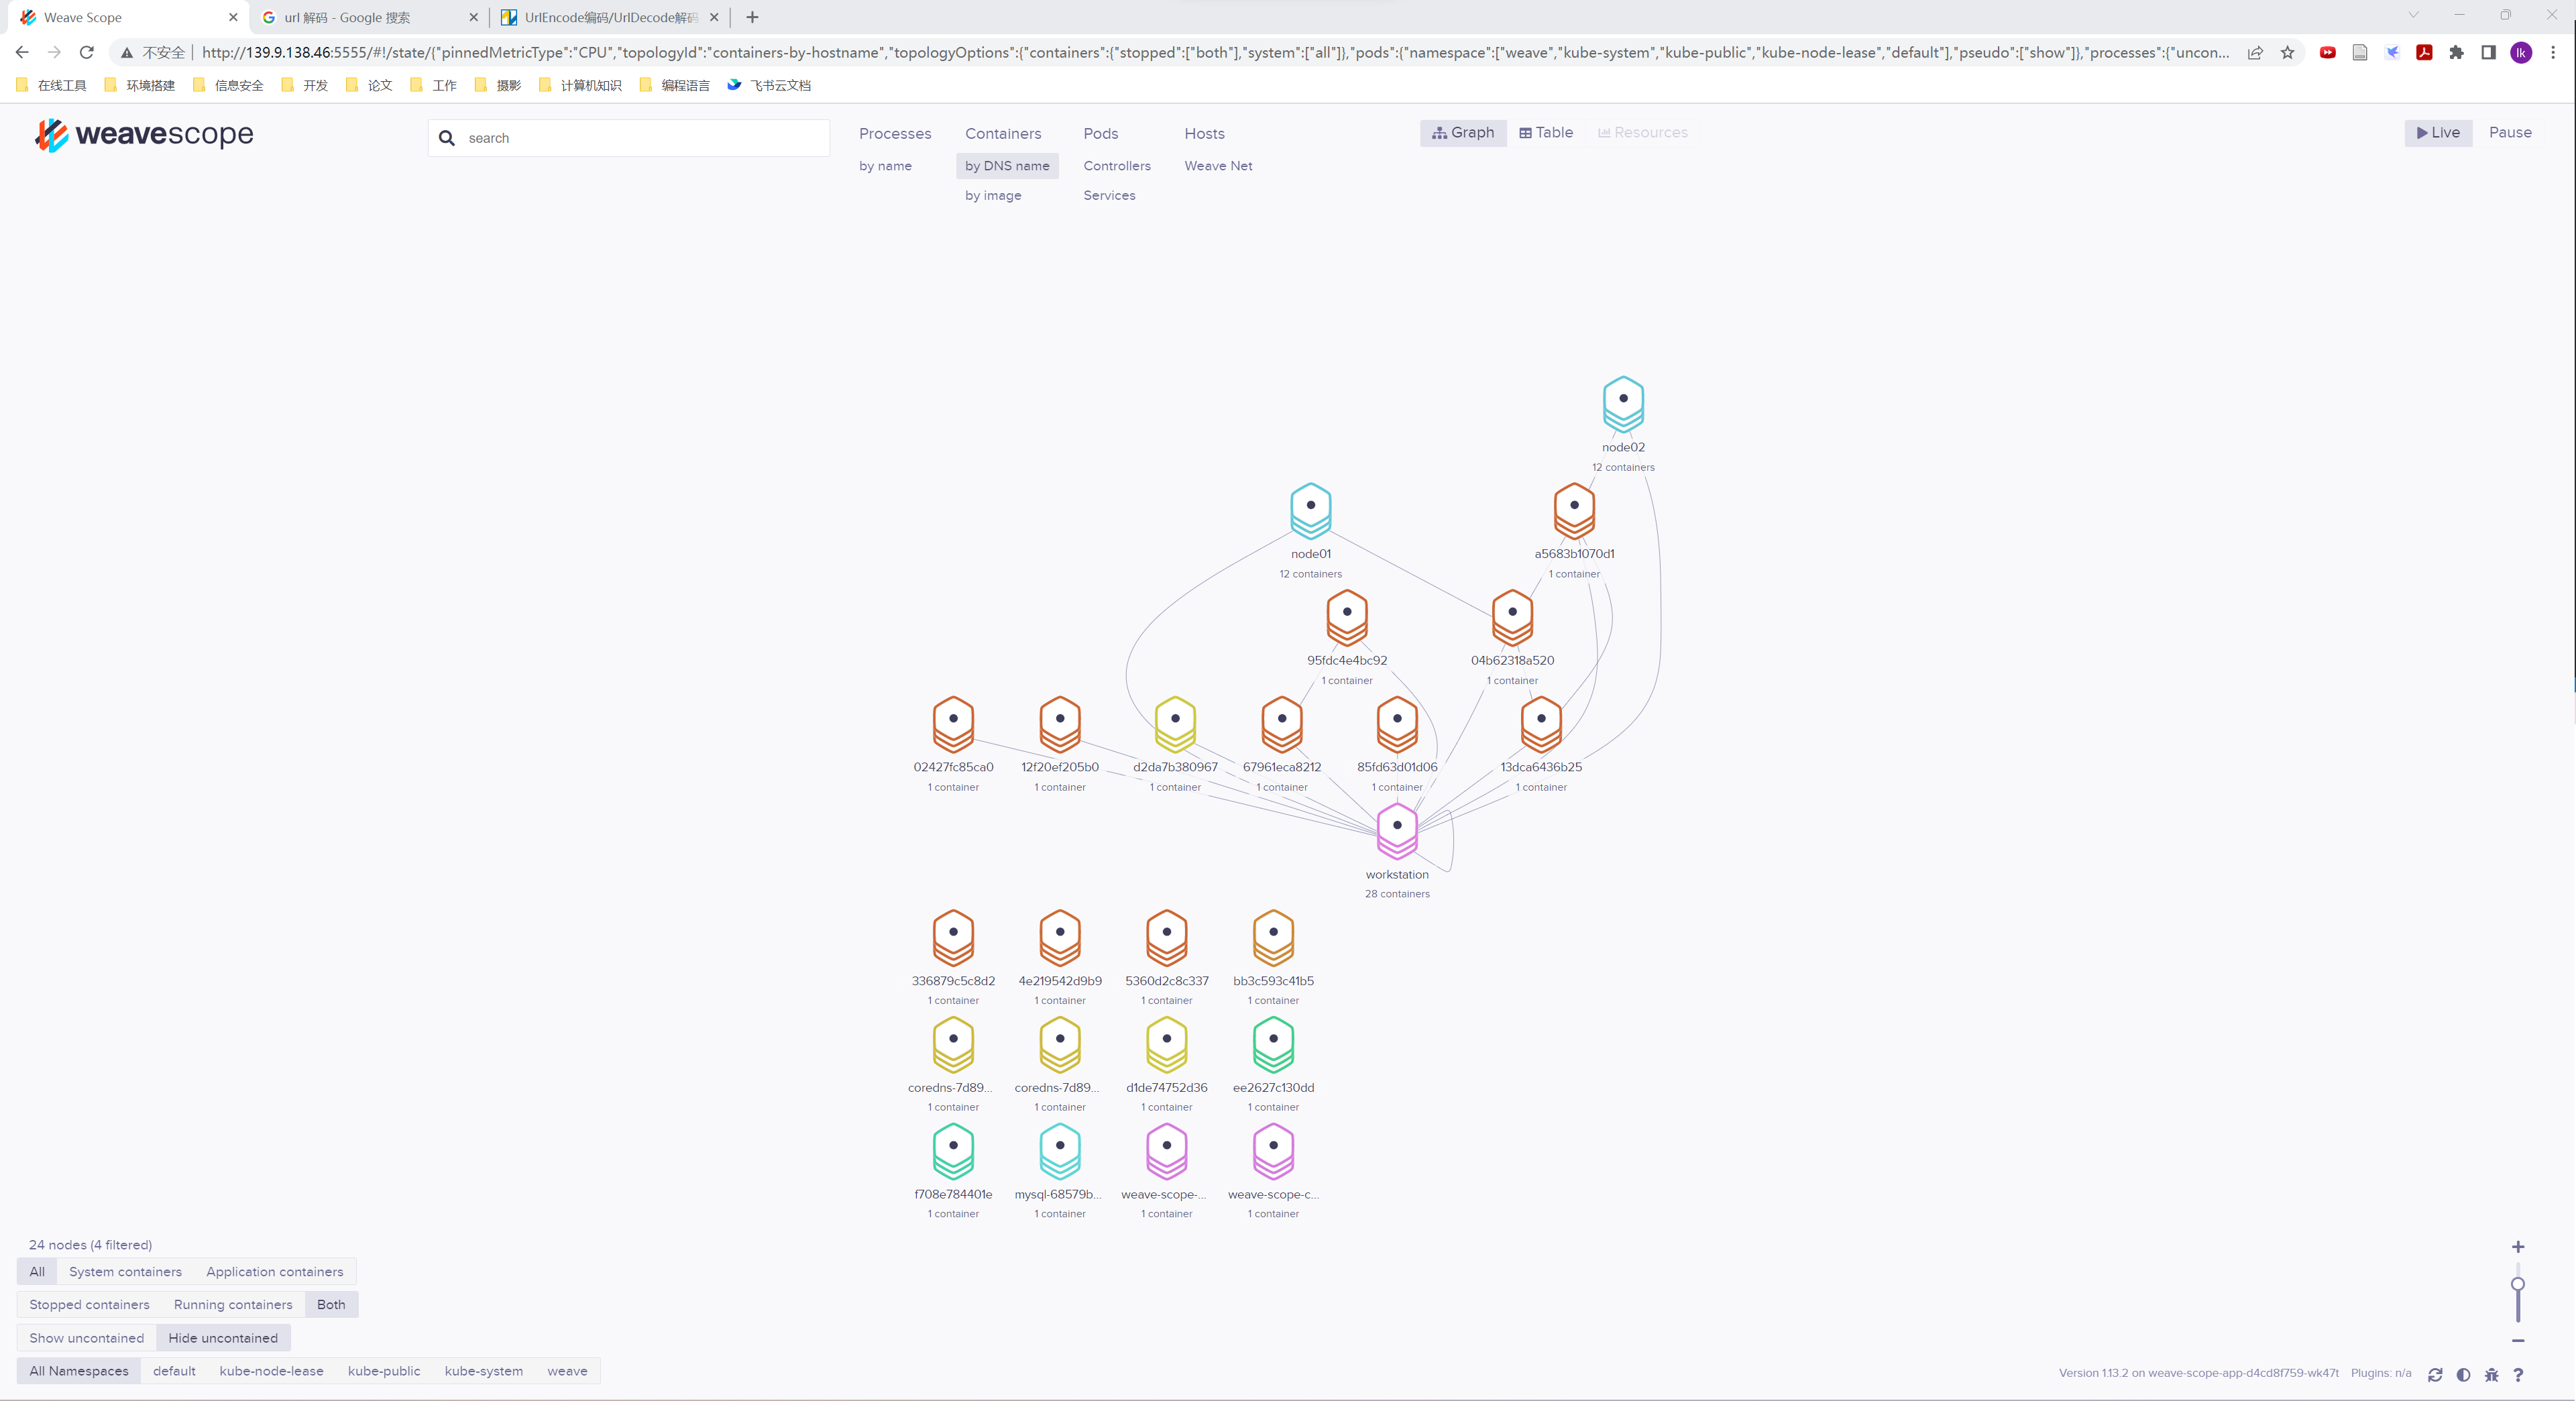 Weave Scope
url 解码 - Google 搜索
UrlEncode编码/UrlDecode解码
不安全
http://139.9.138.46:5555/#!/state/{"pinnedMetricType":"CPU","topologyId":"containers-by-hostname","topologyOptions":{"containers":{"stopped":["both"],"system":["all"]},"pods":{"namespace":["weave","kube-system","kube-public","kube-node-lease","default"],"pseudo":["show"]},"processes":{"uncon...
lk
在线工具 环境搭建 信息安全 开发 论文 工作 摄影 计算机知识 编程语言 飞书云文档
weavescope
search
Processes Containers Pods Hosts
by name by DNS name Controllers Weave Net
by image Services
Graph Table Resources
Live Pause
node02
12 containers
node01
12 containers
a5683b1070d1
1 container
95fdc4e4bc92
1 container
04b62318a520
1 container
02427fc85ca0
1 container
12f20ef205b0
1 container
d2da7b380967
1 container
67961eca8212
1 container
85fd63d01d06
1 container
13dca6436b25
1 container
workstation
28 containers
336879c5c8d2
1 container
4e219542d9b9
1 container
5360d2c8c337
1 container
bb3c593c41b5
1 container
coredns-7d89...
1 container
coredns-7d89...
1 container
d1de74752d36
1 container
ee2627c130dd
1 container
f708e784401e
1 container
mysql-68579b...
1 container
weave-scope-...
1 container
weave-scope-c...
1 container
24 nodes (4 filtered)
All System containers Application containers
Stopped containers Running containers Both
Show uncontained Hide uncontained
All Namespaces default kube-node-lease kube-public kube-system weave
Version 1.13.2 on weave-scope-app-d4cd8f759-wk47t Plugins: n/a